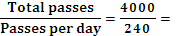 Total passes / Passes per day = 4000 / 240 =